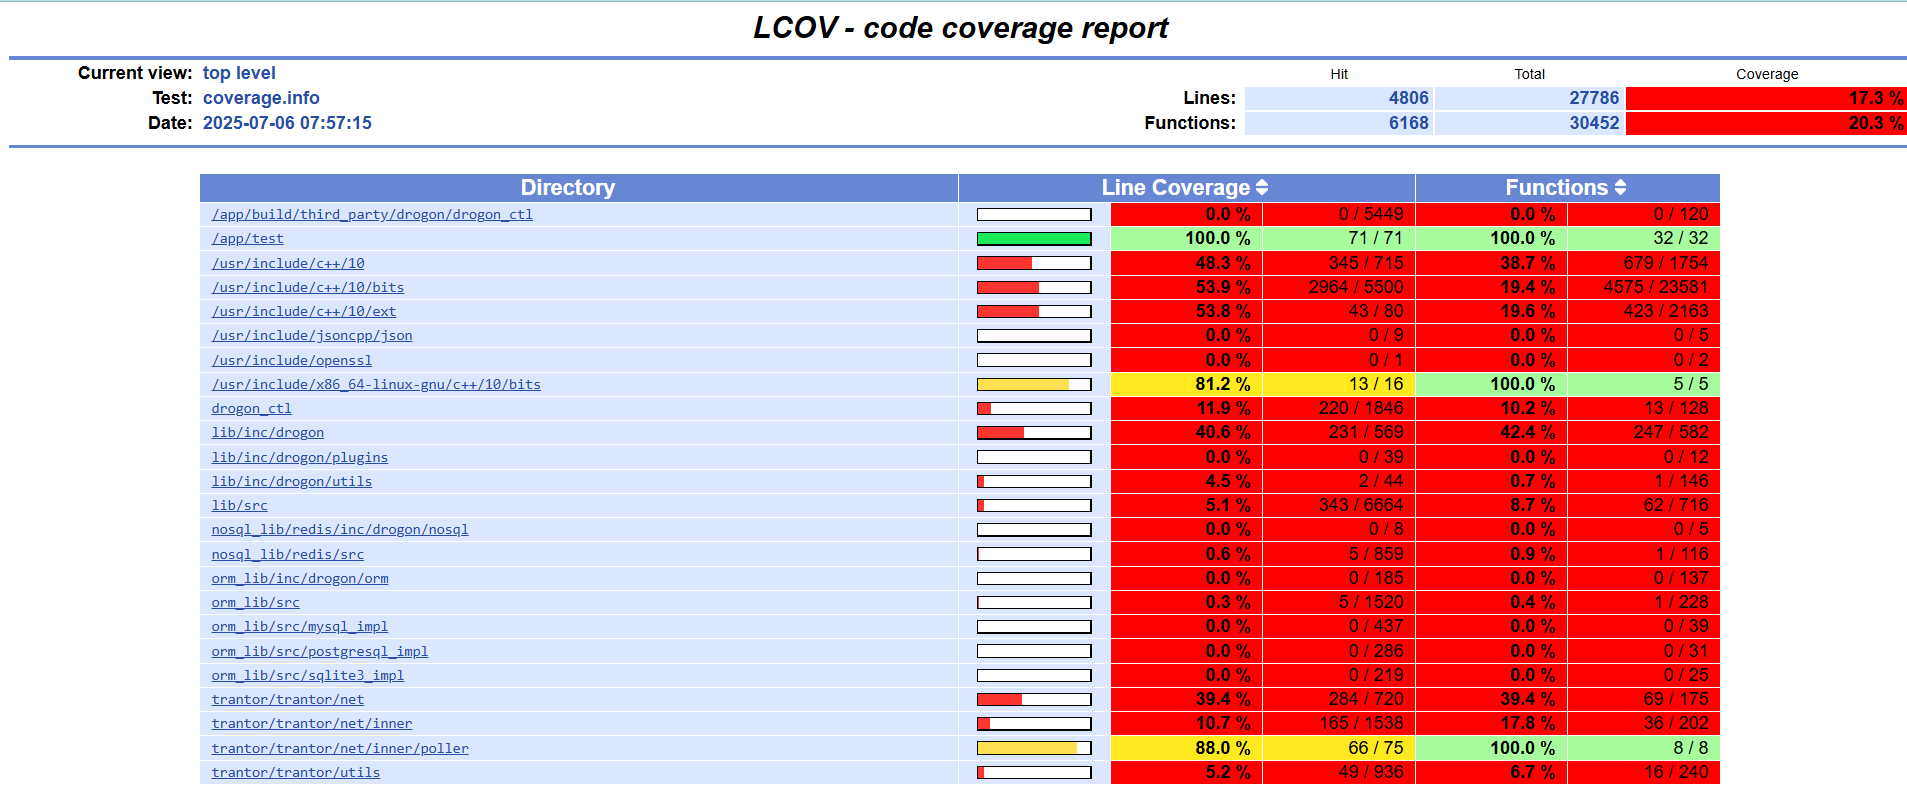 LCOV - code coverage report
Current view: top level Hit Total Coverage
Test: coverage.info Lines: 4806 27786 17.3 %
Date: 2025-07-06 07:57:15 Functions: 6168 30452 20.3 %
Directory Line Coverage Functions
/app/build/third_party/drogon/drogon_ctl 0.0 % 0 / 5449 0.0 % 0 / 120
/app/test 100.0 % 71 / 71 100.0 % 32 / 32
/usr/include/c++/10 48.3 % 345 / 715 38.7 % 679 / 1754
/usr/include/c++/10/bits 53.9 % 2964 / 5500 19.4 % 4575 / 23581
/usr/include/c++/10/ext 53.8 % 43 / 80 19.6 % 423 / 2163
/usr/include/jsoncpp/json 0.0 % 0 / 9 0.0 % 0 / 5
/usr/include/openssl 0.0 % 0 / 1 0.0 % 0 / 2
/usr/include/x86_64-linux-gnu/c++/10/bits 81.2 % 13 / 16 100.0 % 5 / 5
drogon_ctl 11.9 % 220 / 1846 10.2 % 13 / 128
lib/inc/drogon 40.6 % 231 / 569 42.4 % 247 / 582
lib/inc/drogon/plugins 0.0 % 0 / 39 0.0 % 0 / 12
lib/inc/drogon/utils 4.5 % 2 / 44 0.7 % 1 / 146
lib/src 5.1 % 343 / 6664 8.7 % 62 / 716
nosql_lib/redis/inc/drogon/nosql 0.0 % 0 / 8 0.0 % 0 / 5
nosql_lib/redis/src 0.6 % 5 / 859 0.9 % 1 / 116
orm_lib/inc/drogon/orm 0.0 % 0 / 185 0.0 % 0 / 137
orm_lib/src 0.3 % 5 / 1520 0.4 % 1 / 228
orm_lib/src/mysql_impl 0.0 % 0 / 437 0.0 % 0 / 39
orm_lib/src/postgresql_impl 0.0 % 0 / 286 0.0 % 0 / 31
orm_lib/src/sqlite3_impl 0.0 % 0 / 219 0.0 % 0 / 25
trantor/trantor/net 39.4 % 284 / 720 39.4 % 69 / 175
trantor/trantor/net/inner 10.7 % 165 / 1538 17.8 % 36 / 202
trantor/trantor/net/inner/poller 88.0 % 66 / 75 100.0 % 8 / 8
trantor/trantor/utils 5.2 % 49 / 936 6.7 % 16 / 240